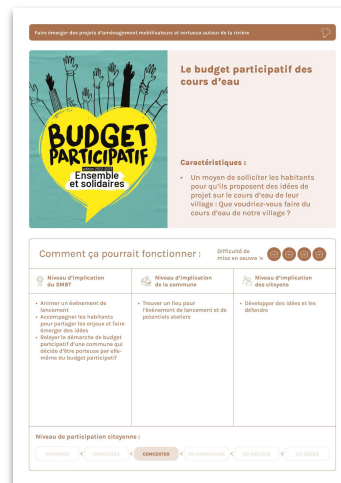 Faire émerger des projets d'aménagement mobilisateurs et vertueux autour de la rivière
BUDGET
PARTICIPATIF
Ensemble
et solidaires
Le budget participatif des
cours d'eau
Caractéristiques :
• Un moyen de solliciter les habitants
pour qu'ils proposent des idées de
projet sur le cours d'eau de leur
village : Que voudriez-vous faire du
cours d'eau de notre village ?
Comment ça pourrait fonctionner :
Difficulté de
mise en oeuvre :
Niveau d'implication
du SMBT
Niveau d'implication
de la commune
Niveau d'implication
des citoyens
• Animer un événement de
lancement
• Accompagner les habitants
pour partager les enjeux et faire
émerger des idées
• Relayer la démarche de budget
participatif d'une commune qui
décide d'être porteuse par elle-
même du budget participatif
• Trouver un lieu pour
l'événement de lancement et de
potentiels ateliers
• Développer des idées et les
défendre
Niveau de participation citoyenne :
< < CONCERTER < < <